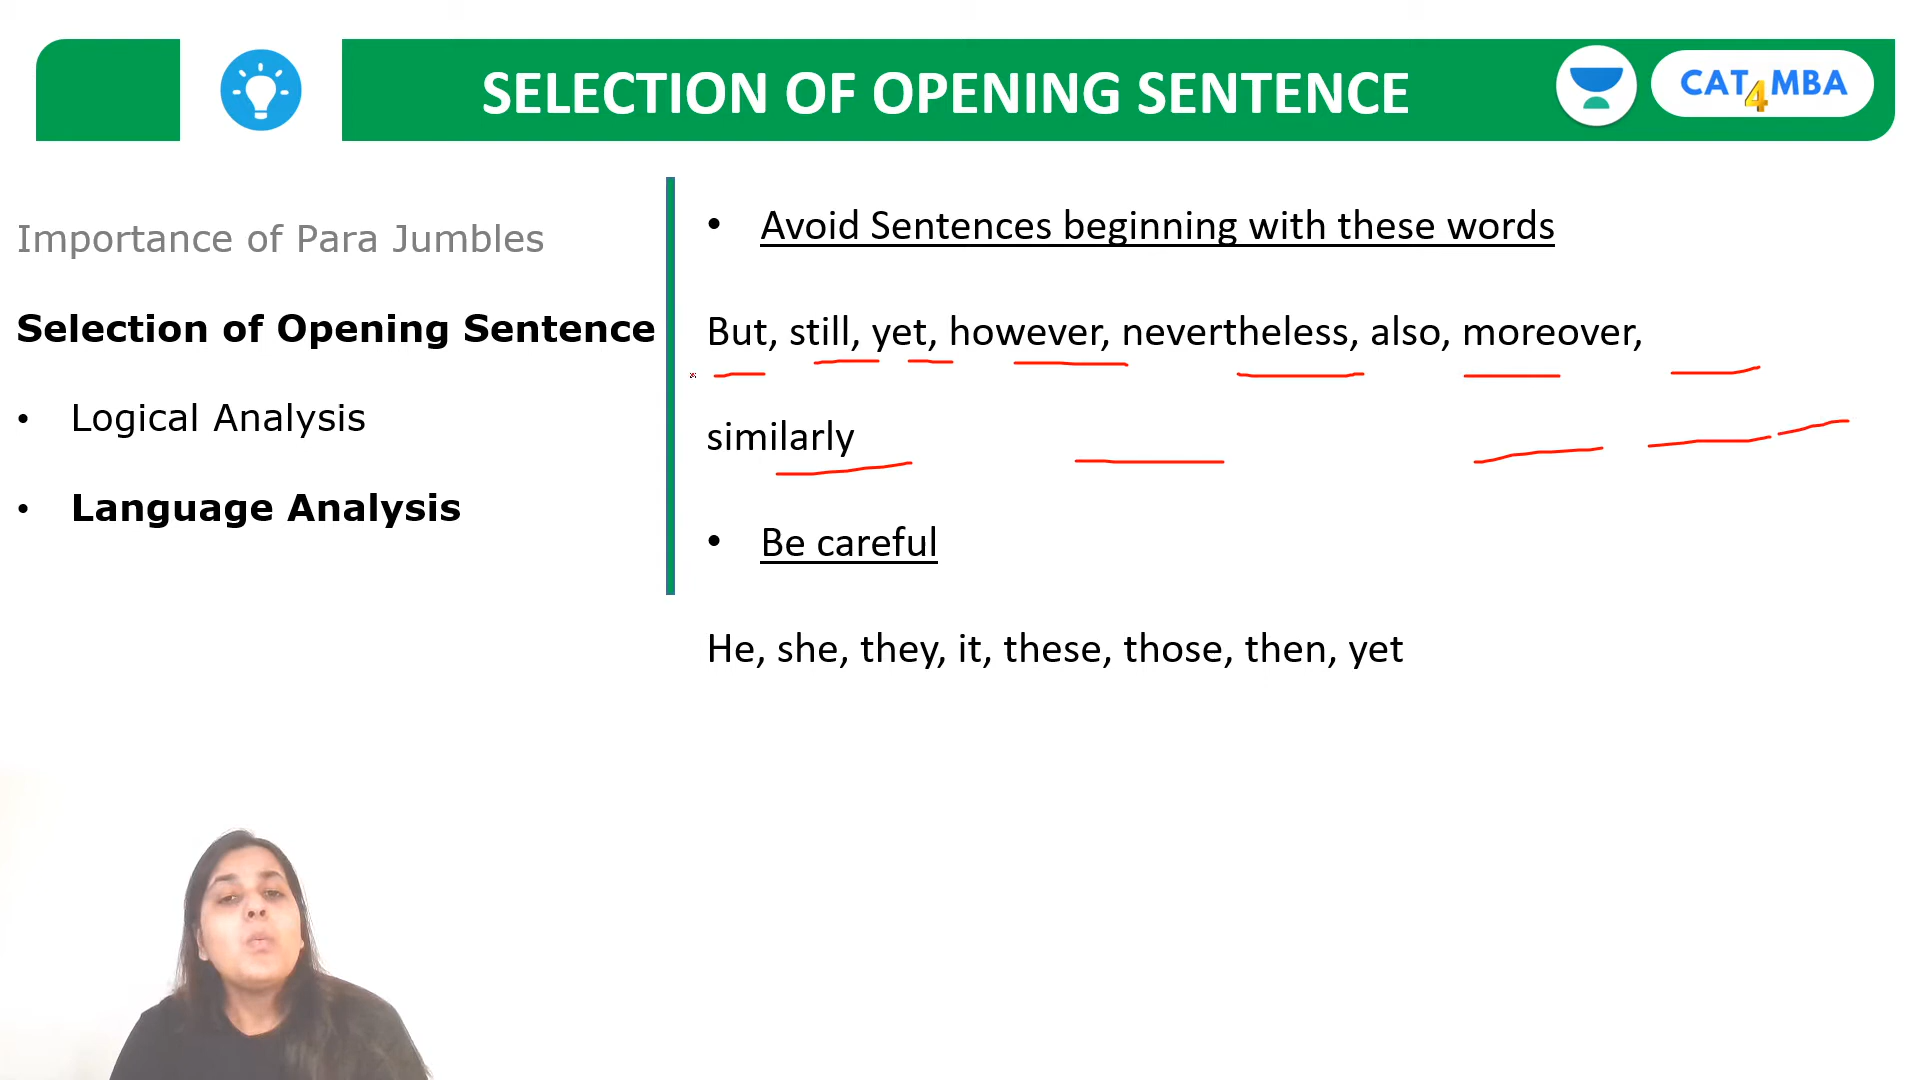 SELECTION OF OPENING SENTENCE
CAT4MBA
Importance of Para Jumbles
Selection of Opening Sentence
• Logical Analysis
• Language Analysis
• Avoid Sentences beginning with these words
But, still, yet, however, nevertheless, also, moreover,
similarly
• Be careful
He, she, they, it, these, those, then, yet